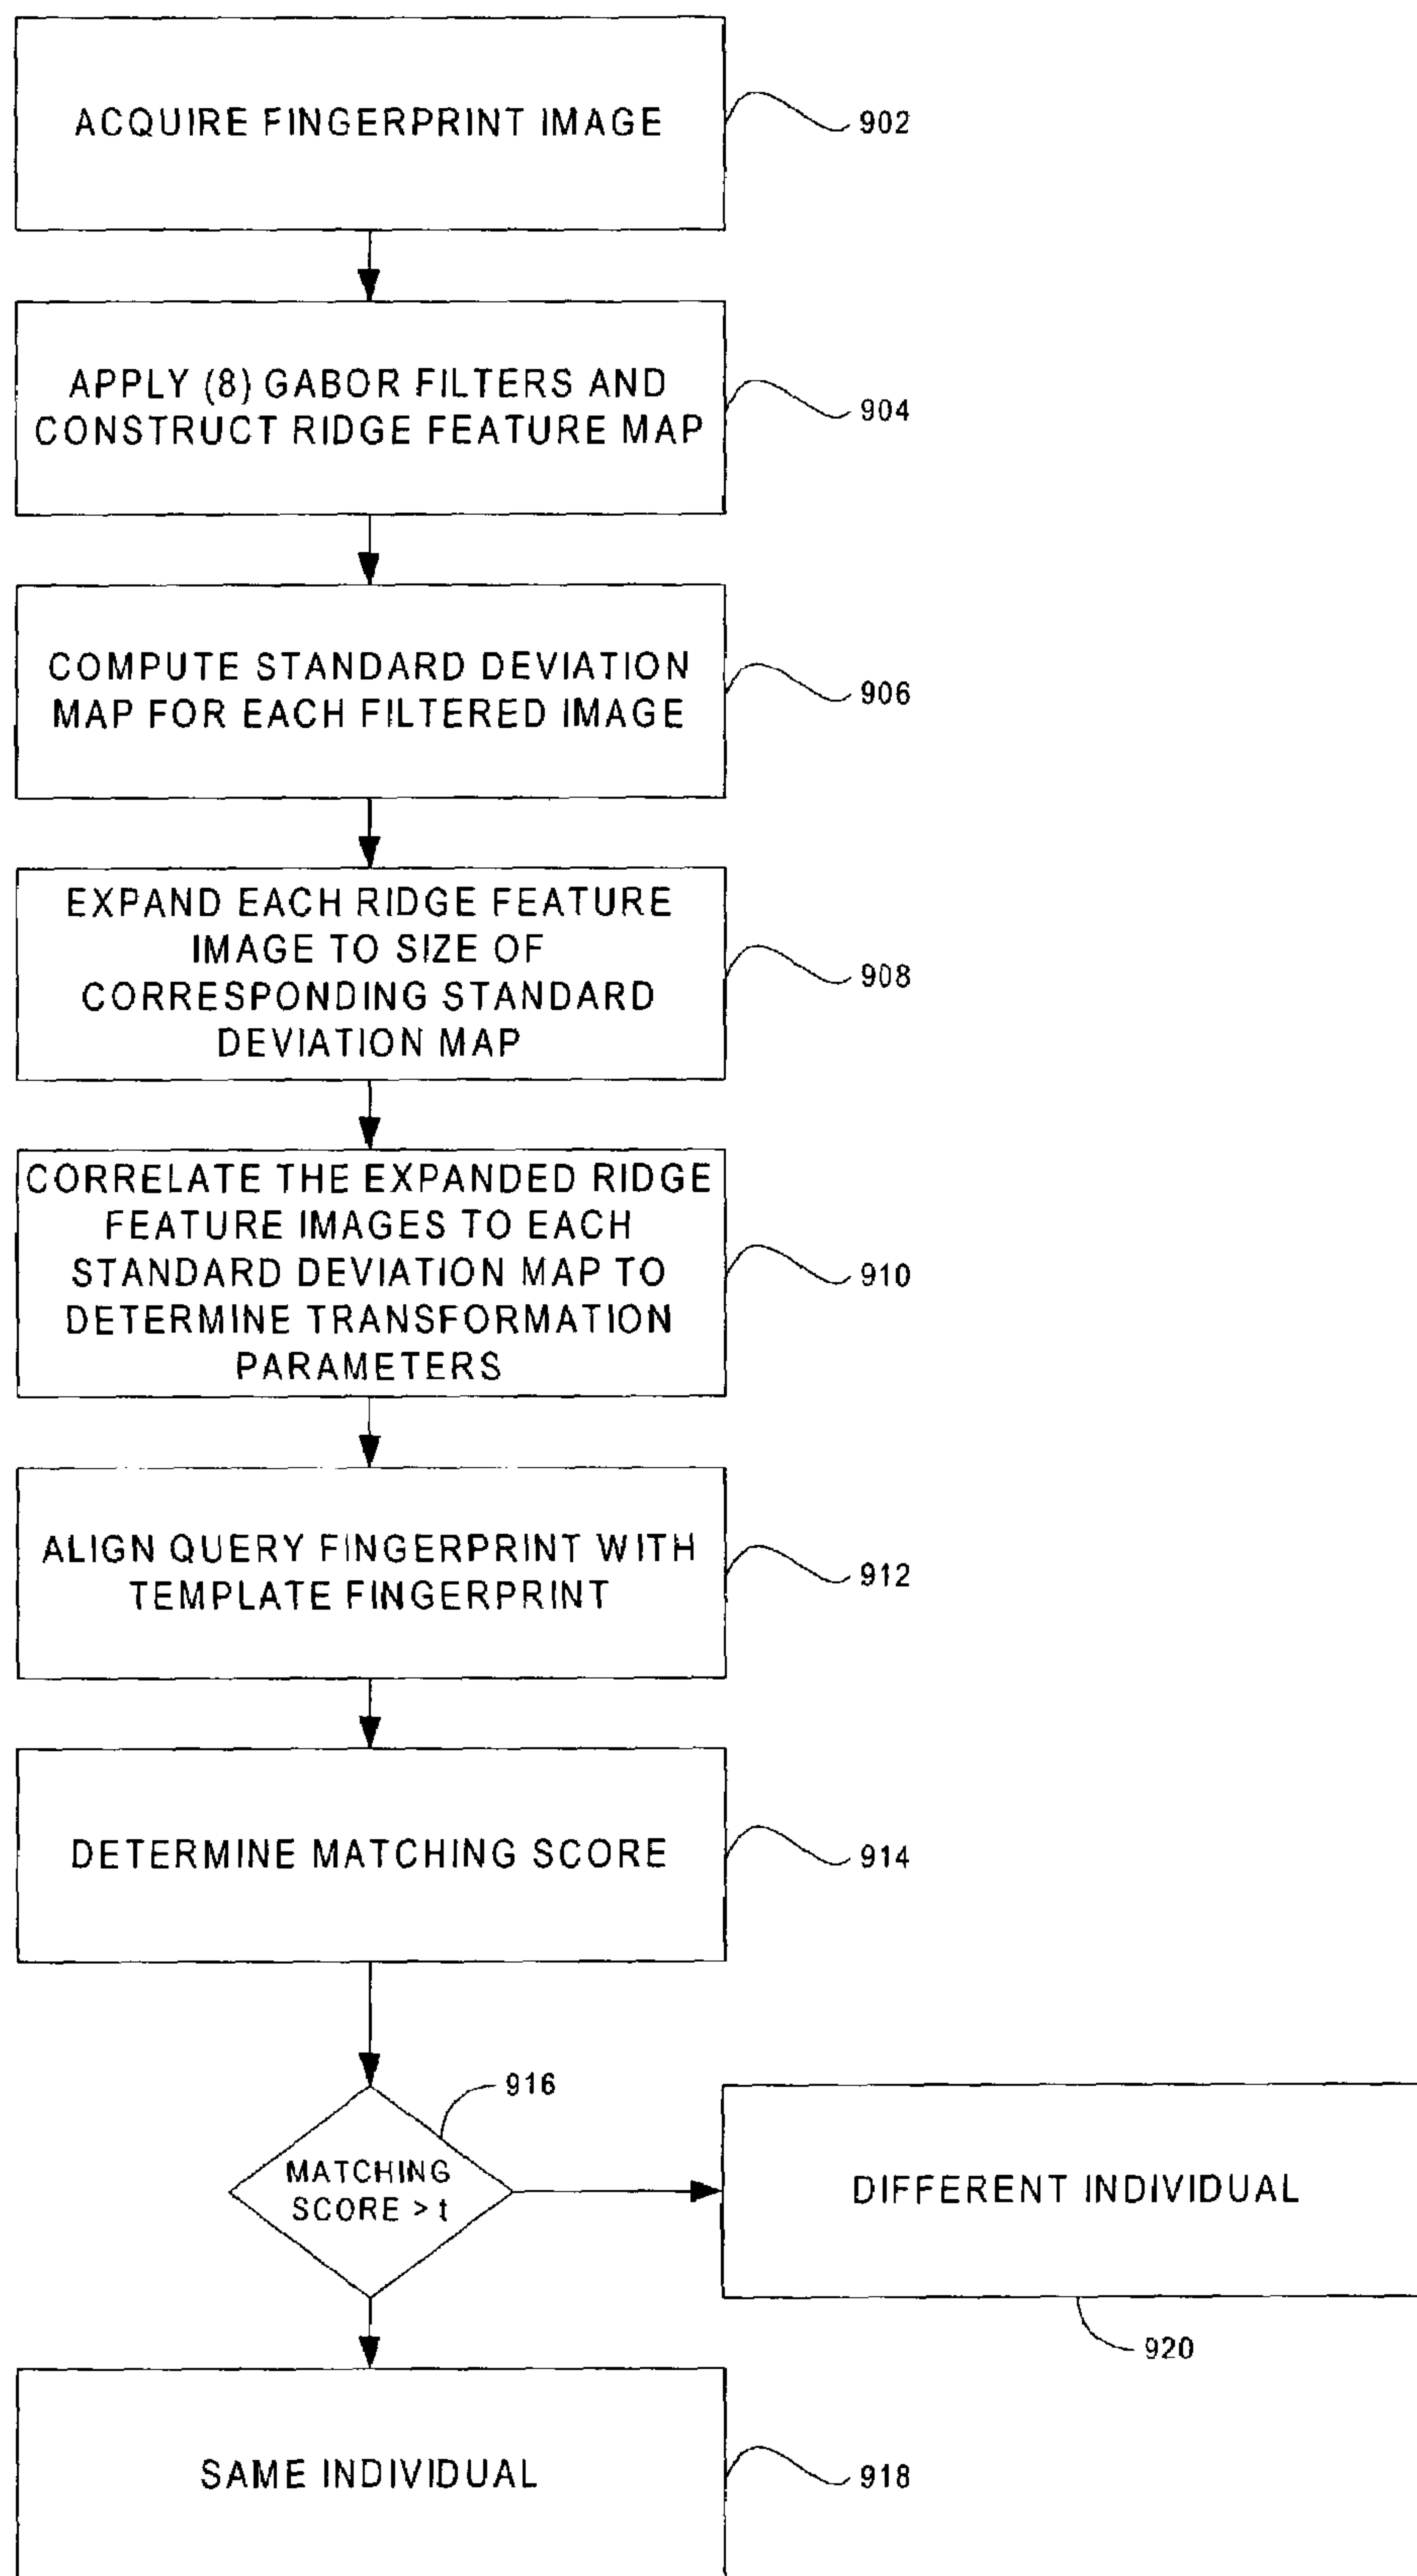 ACQUIRE FINGERPRINT IMAGE
902
APPLY (8) GABOR FILTERS AND
CONSTRUCT RIDGE FEATURE MAP
904
COMPUTE STANDARD DEVIATION
MAP FOR EACH FILTERED IMAGE
906
EXPAND EACH RIDGE FEATURE
IMAGE TO SIZE OF
CORRESPONDING STANDARD
DEVIATION MAP
908
CORRELATE THE EXPANDED RIDGE
FEATURE IMAGES TO EACH
STANDARD DEVIATION MAP TO
DETERMINE TRANSFORMATION
PARAMETERS
910
ALIGN QUERY FINGERPRINT WITH
TEMPLATE FINGERPRINT
912
DETERMINE MATCHING SCORE
914
916
MATCHING
SCORE > t
DIFFERENT INDIVIDUAL
920
SAME INDIVIDUAL
918